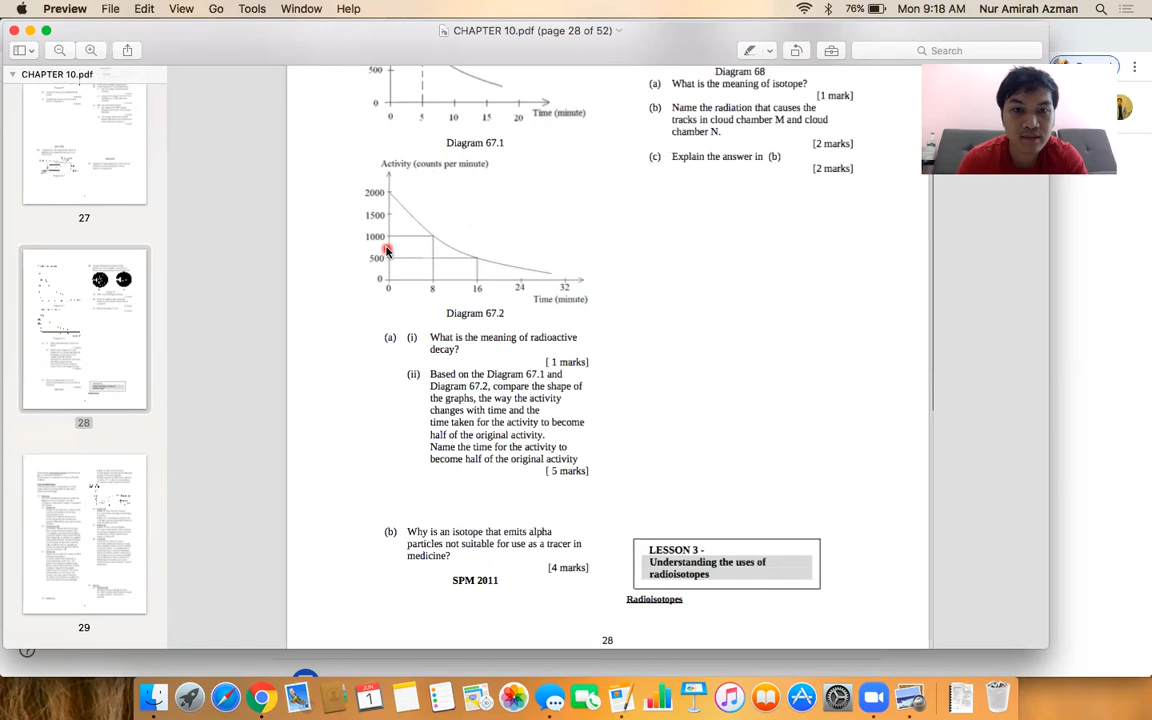 Preview File Edit View Go Tools Window Help
76% Mon 9:18 AM Nur Amirah Azman
CHAPTER 10.pdf (page 28 of 52)
Search
CHAPTER 10.pdf
27
28
29
500
0
0 5 10 15 20 Time (minute)
Diagram 67.1
Activity (counts per minute)
2000
1500
1000
500
0
0 8 16 24 32
Time (minute)
Diagram 67.2
(a) (i) What is the meaning of radioactive
decay?
[ 1 marks]
(ii) Based on the Diagram 67.1 and
Diagram 67.2, compare the shape of
the graphs, the way the activity
changes with time and the
time taken for the activity to become
half of the original activity.
Name the time for the activity to
become half of the original activity
[ 5 marks]
(b) Why is an isotope that emits alpha
particles not suitable for use as a tracer in
medicine?
[4 marks]
SPM 2011
Diagram 68
(a) What is the meaning of isotope?
[1 mark]
(b) Name the radiation that causes the
tracks in cloud chamber M and cloud
chamber N.
[2 marks]
(c) Explain the answer in (b)
[2 marks]
LESSON 3 -
Understanding the uses of
radioisotopes
Radioisotopes
28
JUN
1